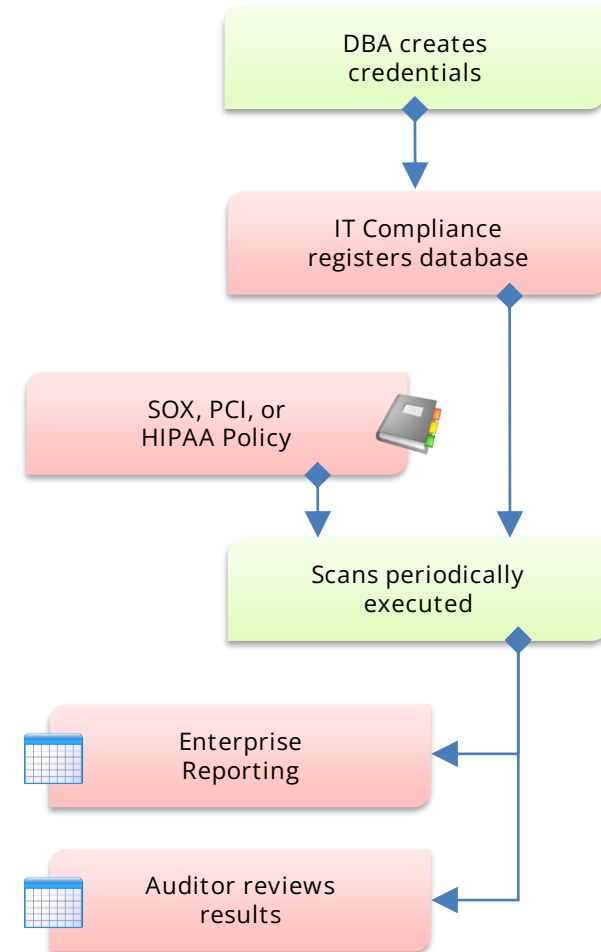 DBA creates
credentials
IT Compliance
registers database
SOX, PCI, or
HIPAA Policy
Scans periodically
executed
Enterprise
Reporting
Auditor reviews
results